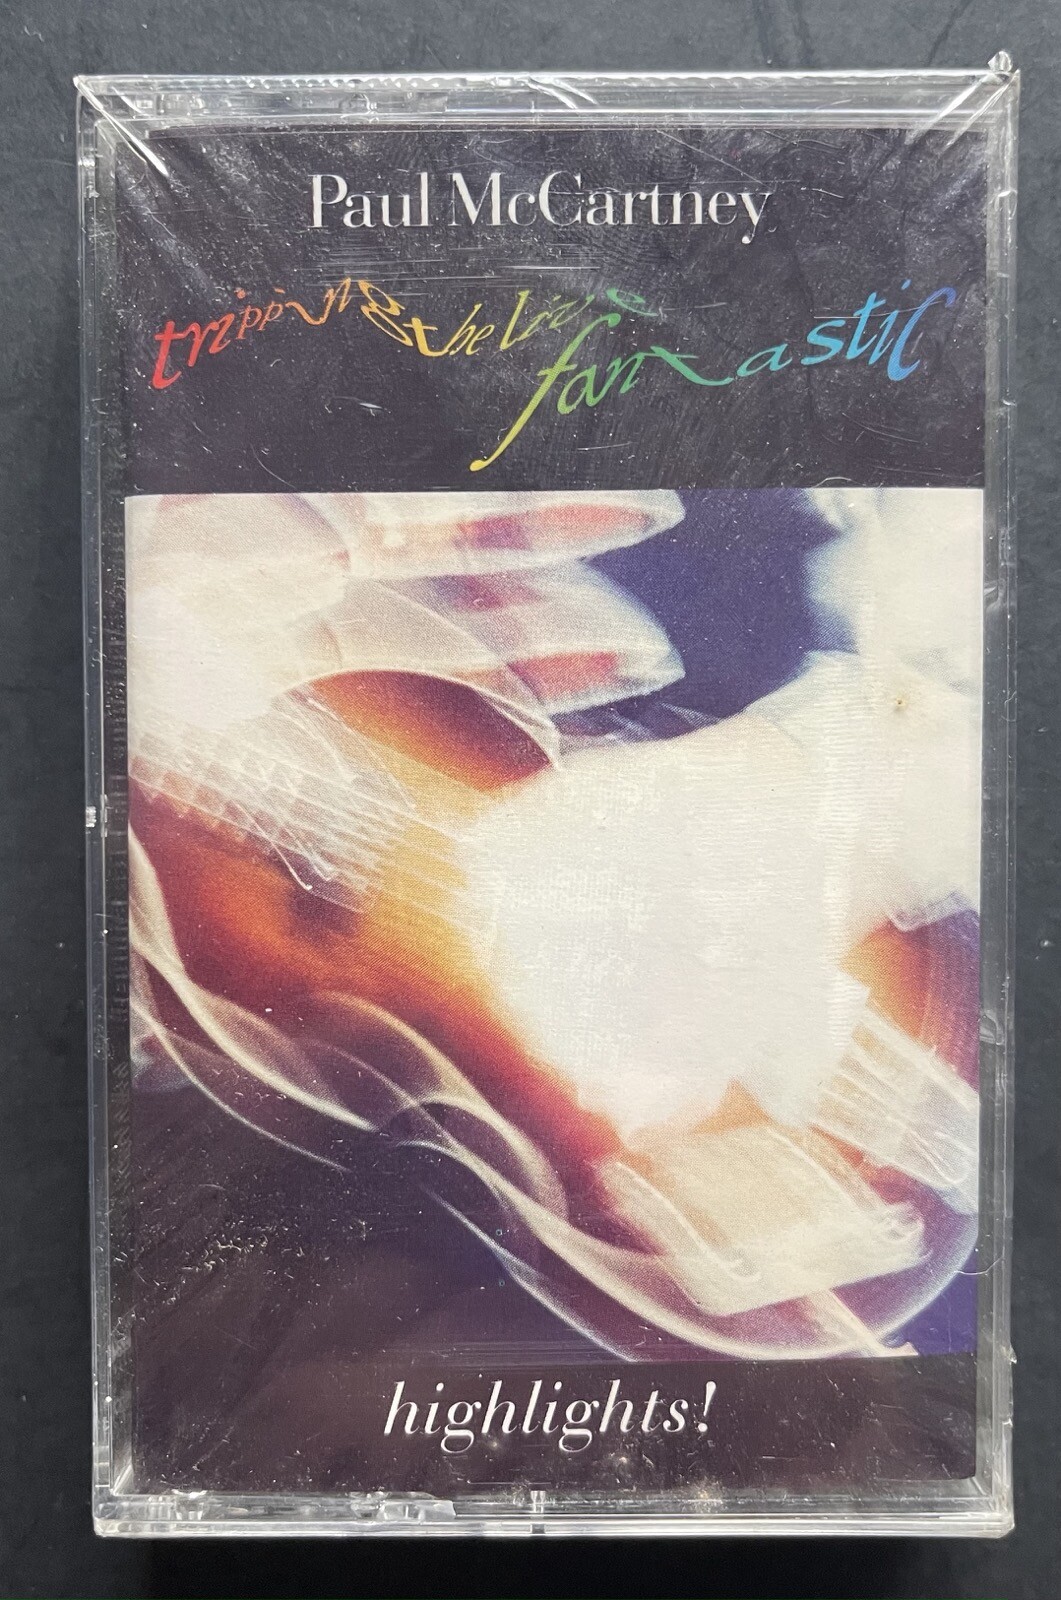 Paul McCartney
tripping the live
fantastic
highlights!